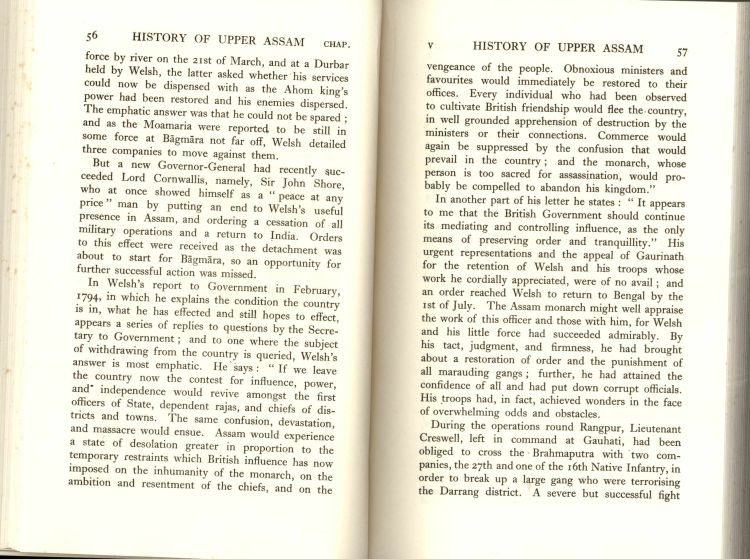 56 HISTORY OF UPPER ASSAM CHAP.
force by river on the 21st of March, and at a Durbar
held by Welsh, the latter asked whether his services
could now be dispensed with as the Ahom king's
power had been restored and his enemies dispersed.
The emphatic answer was that he could not be spared ;
and as the Moamaria were reported to be still in
some force at Bāgmāra not far off, Welsh detailed
three companies to move against them.
But a new Governor-General had recently suc-
ceeded Lord Cornwallis, namely, Sir John Shore,
who at once showed himself as a " peace at any
price " man by putting an end to Welsh's useful
presence in Assam, and ordering a cessation of all
military operations and a return to India. Orders
to this effect were received as the detachment was
about to start for Bāgmāra, so an opportunity for
further successful action was missed.
In Welsh's report to Government in February,
1794, in which he explains the condition the country
is in, what he has effected and still hopes to effect,
appears a series of replies to questions by the Secre-
tary to Government ; and to one where the subject
of withdrawing from the country is queried, Welsh's
answer is most emphatic. He says : " If we leave
the country now the contest for influence, power,
and independence would revive amongst the first
officers of State, dependent rajas, and chiefs of dis-
tricts and towns. The same confusion, devastation,
and massacre would ensue. Assam would experience
a state of desolation greater in proportion to the
temporary restraints which British influence has now
imposed on the inhumanity of the monarch, on the
ambition and resentment of the chiefs, and on the
V HISTORY OF UPPER ASSAM 57
vengeance of the people. Obnoxious ministers and
favourites would immediately be restored to their
offices. Every individual who had been observed
to cultivate British friendship would flee the country,
in well grounded apprehension of destruction by the
ministers or their connections. Commerce would
again be suppressed by the confusion that would
prevail in the country ; and the monarch, whose
person is too sacred for assassination, would pro-
bably be compelled to abandon his kingdom."
In another part of his letter he states : " It appears
to me that the British Government should continue
its mediating and controlling influence, as the only
means of preserving order and tranquillity." His
urgent representations and the appeal of Gaurinath
for the retention of Welsh and his troops whose
work he cordially appreciated, were of no avail ; and
an order reached Welsh to return to Bengal by the
1st of July. The Assam monarch might well appraise
the work of this officer and those with him, for Welsh
and his little force had succeeded admirably. By
his tact, judgment, and firmness, he had brought
about a restoration of order and the punishment of
all marauding gangs ; further, he had attained the
confidence of all and had put down corrupt officials.
His troops had, in fact, achieved wonders in the face
of overwhelming odds and obstacles.
During the operations round Rangpur, Lieutenant
Creswell, left in command at Gauhati, had been
obliged to cross the Brahmaputra with two com-
panies, the 27th and one of the 16th Native Infantry, in
order to break up a large gang who were terrorising
the Darrang district. A severe but successful fight